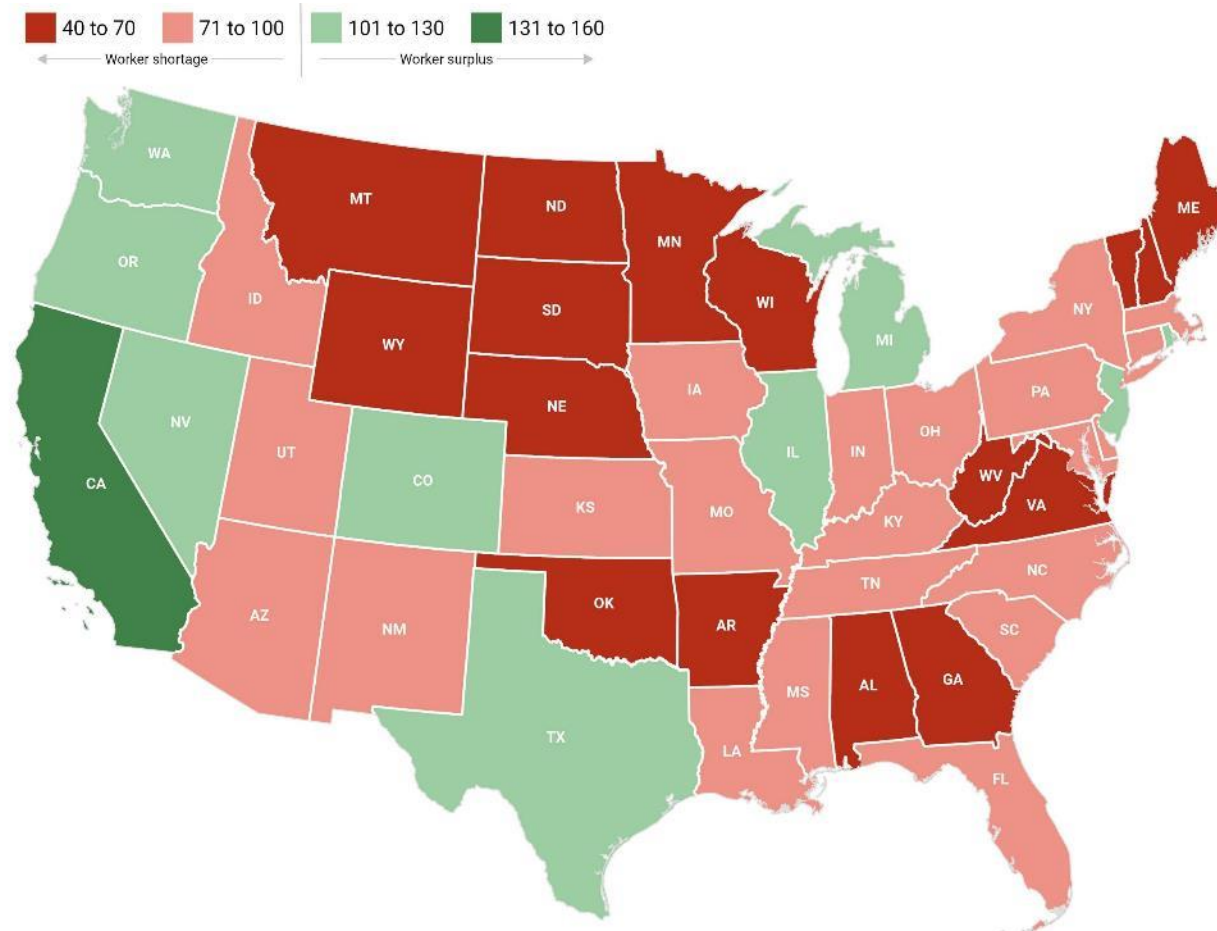 40 to 70 71 to 100 101 to 130 131 to 160
Worker shortage Worker surplus
WA
MT
ND
MN
ME
OR
ID
SD
WI
NY
WY
MI
IA
PA
NE
NV
UT
CO
IL
IN
OH
CA
WV
KS
MO
VA
KY
NC
TN
AZ
NM
OK
AR
SC
MS
AL
GA
TX
LA
FL